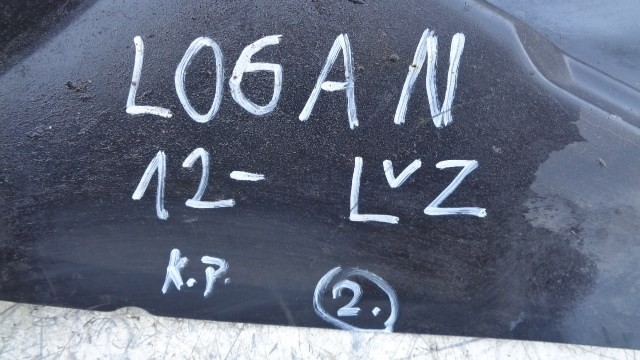 LOGAN
12- LvZ
K.P. 2.